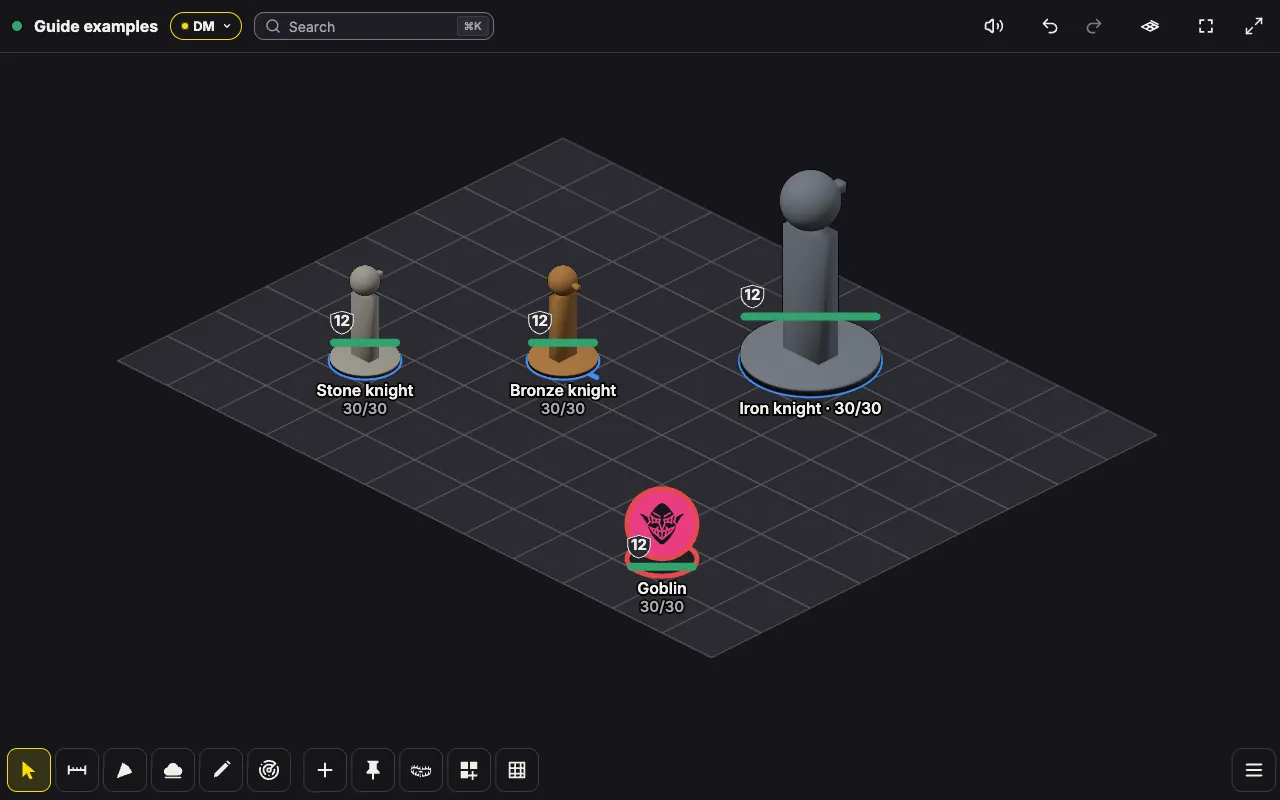 Guide examples
DM
Search
⌘K
12
Stone knight
30/30
12
Bronze knight
30/30
12
Iron knight · 30/30
12
Goblin
30/30